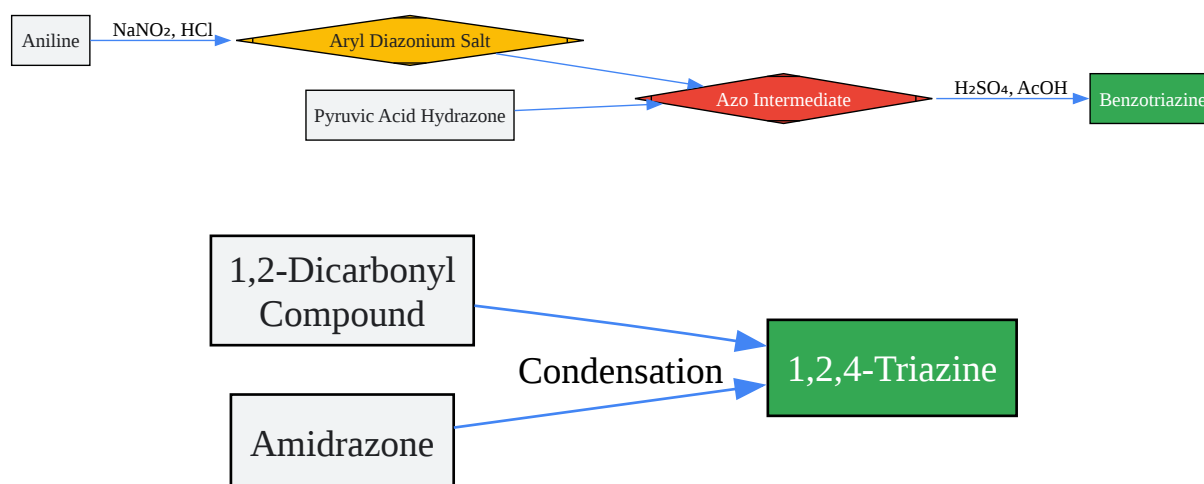 Aniline
NaNO₂, HCl
Aryl Diazonium Salt
Pyruvic Acid Hydrazone
Azo Intermediate
H₂SO₄, AcOH
Benzotriazine
1,2-Dicarbonyl
Compound
Condensation
Amidrazone
1,2,4-Triazine